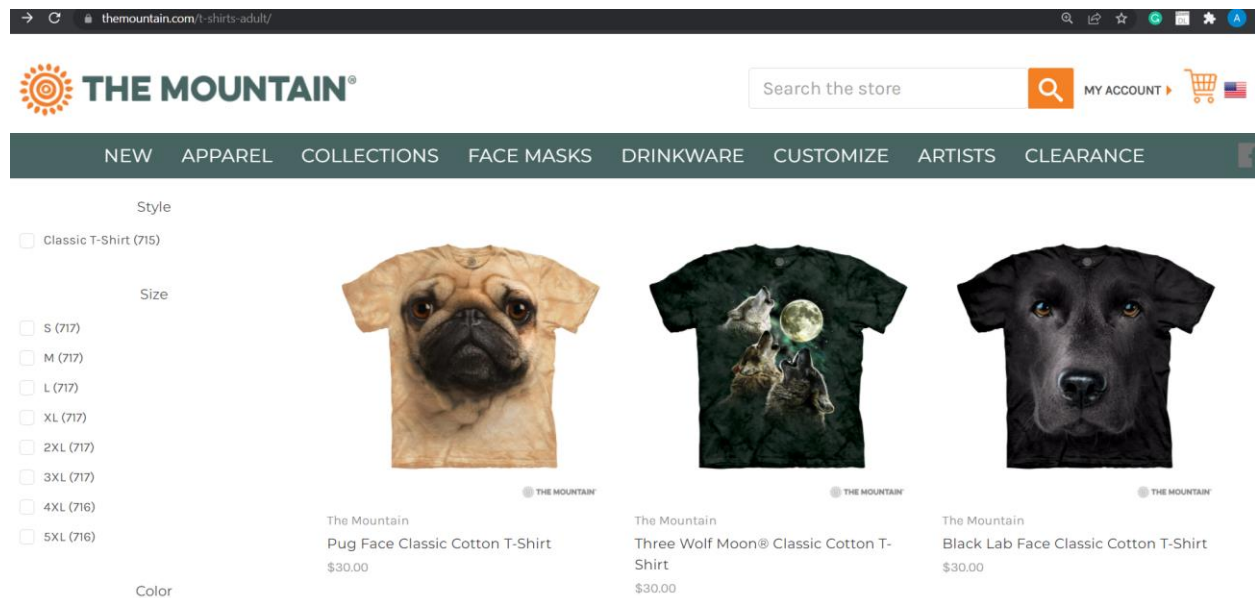 themountain.com/t-shirts-adult/
THE MOUNTAIN®
Search the store
MY ACCOUNT
NEW APPAREL COLLECTIONS FACE MASKS DRINKWARE CUSTOMIZE ARTISTS CLEARANCE
Style
Classic T-Shirt (715)
Size
S (717)
M (717)
L (717)
XL (717)
2XL (717)
3XL (717)
4XL (716)
5XL (716)
Color
THE MOUNTAIN
The Mountain
Pug Face Classic Cotton T-Shirt
$30.00
THE MOUNTAIN
The Mountain
Three Wolf Moon® Classic Cotton T-
Shirt
$30.00
THE MOUNTAIN
The Mountain
Black Lab Face Classic Cotton T-Shirt
$30.00